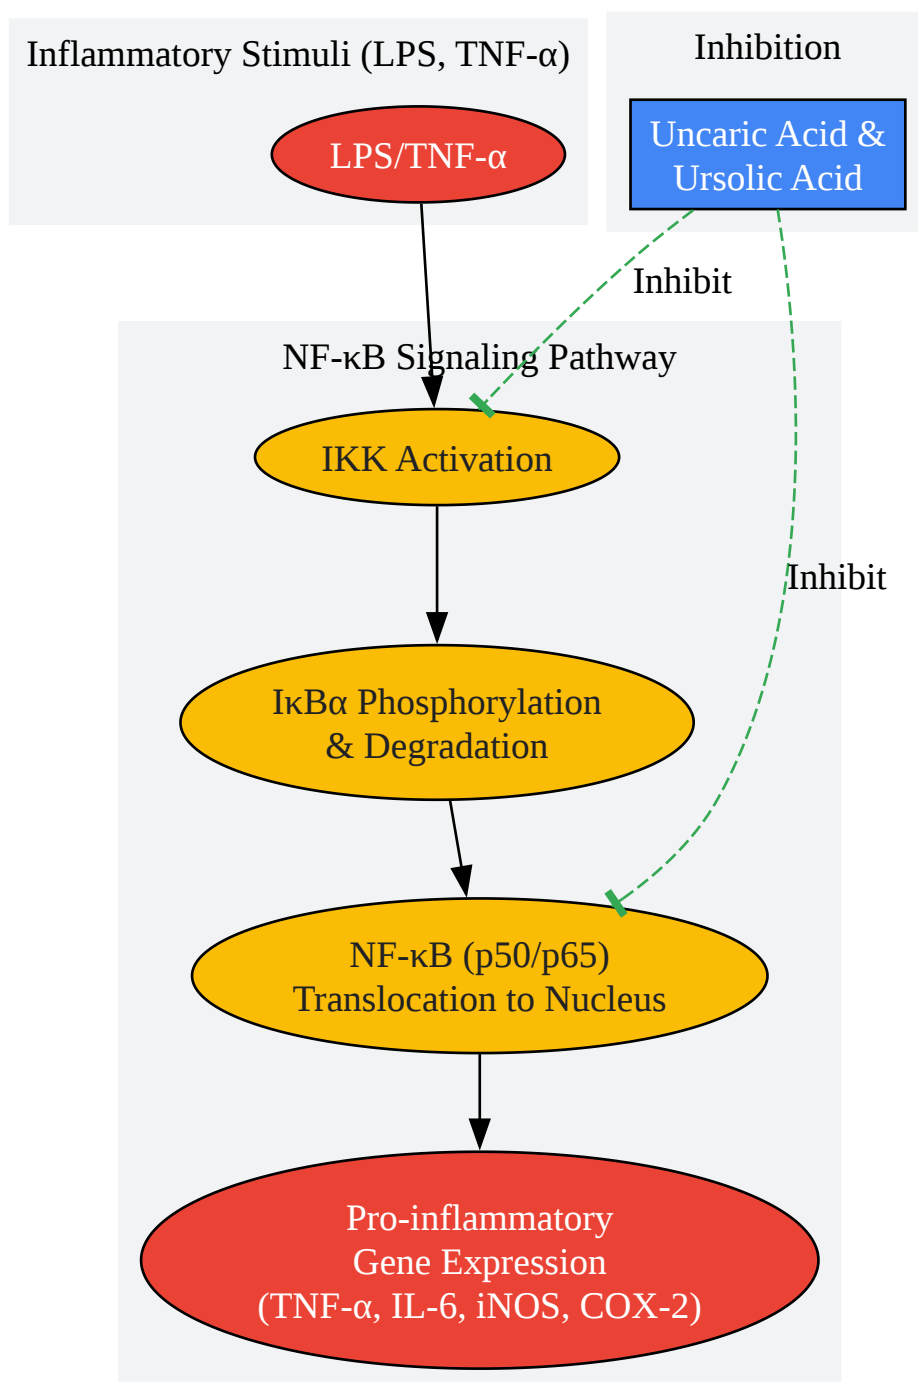 Inflammatory Stimuli (LPS, TNF-α)
Inhibition
LPS/TNF-α
Uncaric Acid &
Ursolic Acid
Inhibit
NF-κB Signaling Pathway
IKK Activation
Inhibit
IκBα Phosphorylation
& Degradation
NF-κB (p50/p65)
Translocation to Nucleus
Pro-inflammatory
Gene Expression
(TNF-α, IL-6, iNOS, COX-2)